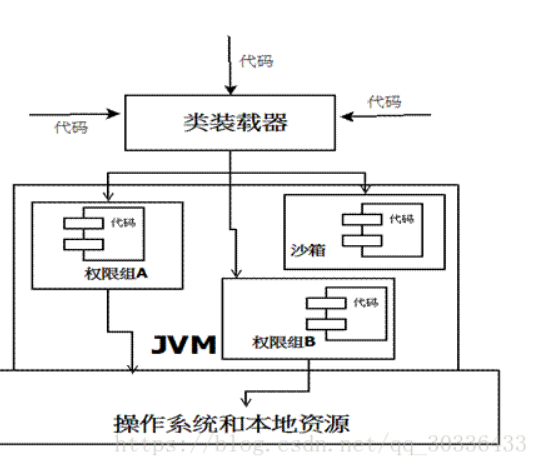 代码
代码
代码
类装载器
代码
代码
沙箱
权限组A
代码
JVM
权限组B
操作系统和本地资源
https://blog.csdn.net/qq_30336433